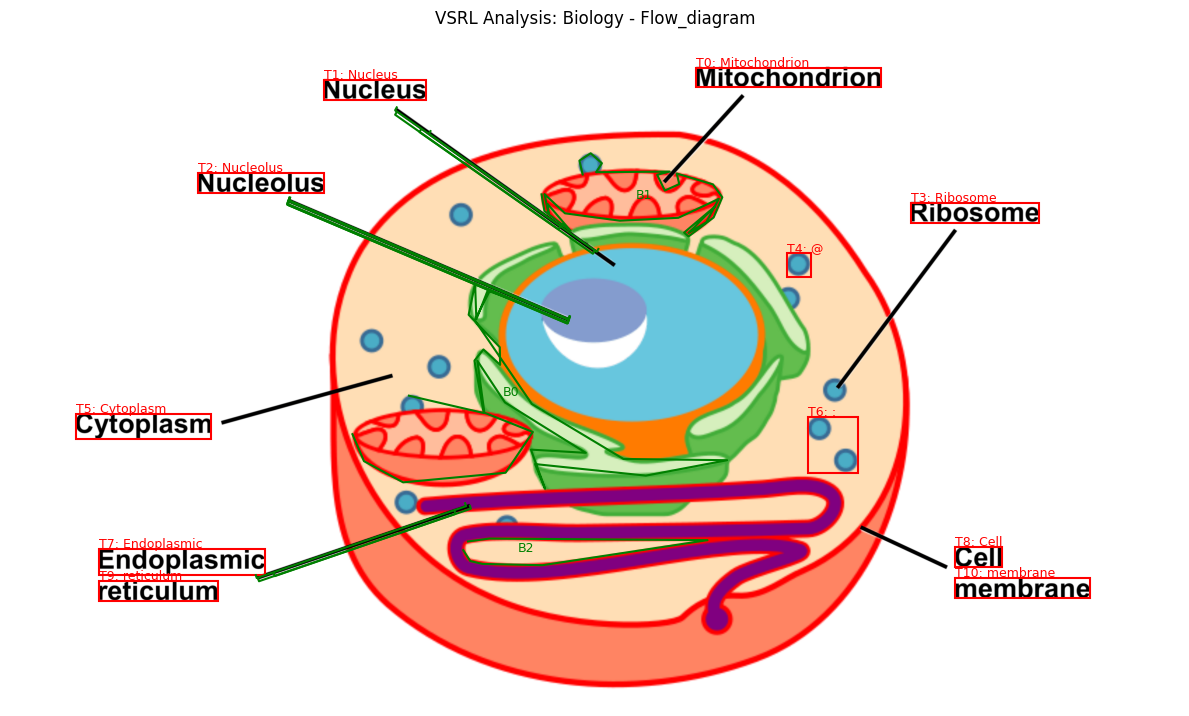 VSRL Analysis: Biology - Flow_diagram
T0: Mitochondrion
Mitochondrion
T1: Nucleus
Nucleus
T2: Nucleolus
Nucleolus
B1
T3: Ribosome
Ribosome
T4: @
B0
T5: Cytoplasm
Cytoplasm
T6: :
T7: Endoplasmic
Endoplasmic
T9: reticulum
reticulum
B2
T8: Cell
Cell
T10: membrane
membrane